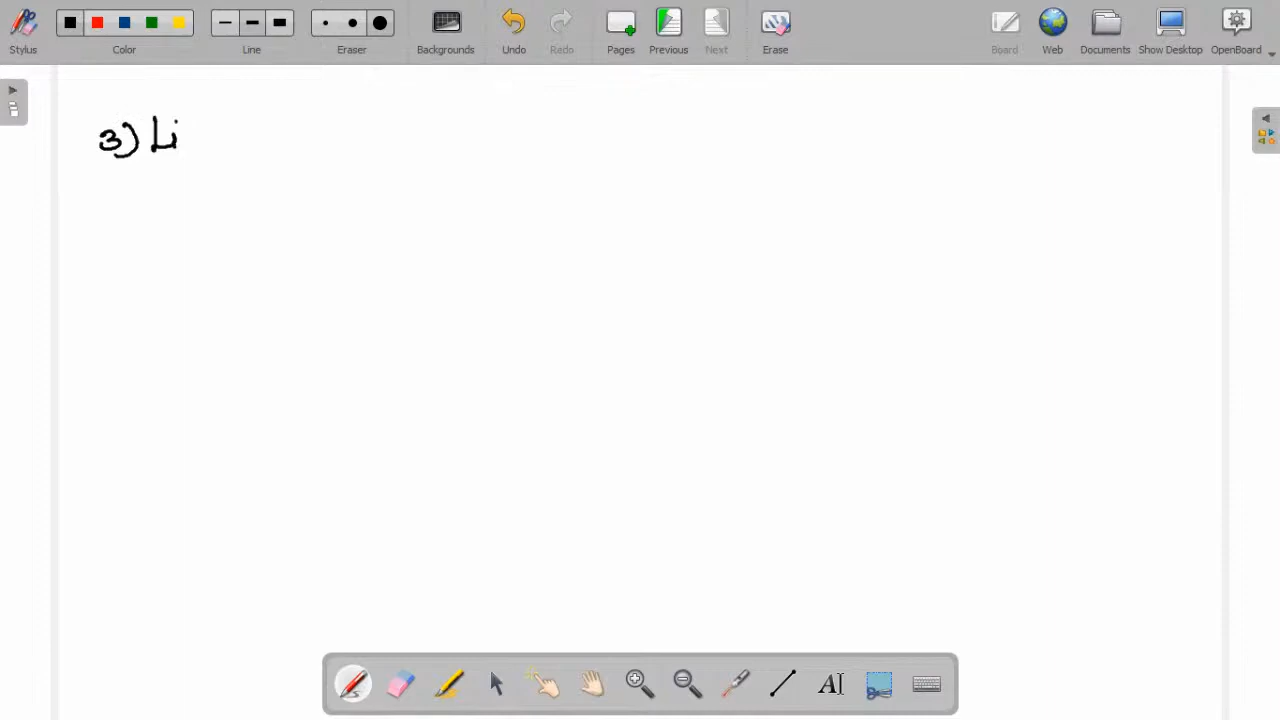 Stylus Color Line Eraser Backgrounds Undo Redo Pages Previous Next Erase Board Web Documents Show Desktop OpenBoard
3) Li
AI